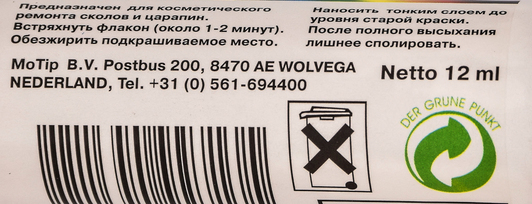 Предназначен для косметического
ремонта сколов и царапин.
Встряхнуть флакон (около 1-2 минут).
Обезжирить подкрашиваемое место.
Наносить тонким слоем до
уровня старой краски.
После полного высыхания
лишнее сполировать.
MoTip B.V. Postbus 200, 8470 AE WOLVEGA
NEDERLAND, Tel. +31 (0) 561-694400
Netto 12 ml
DER GRÜNE PUNKT